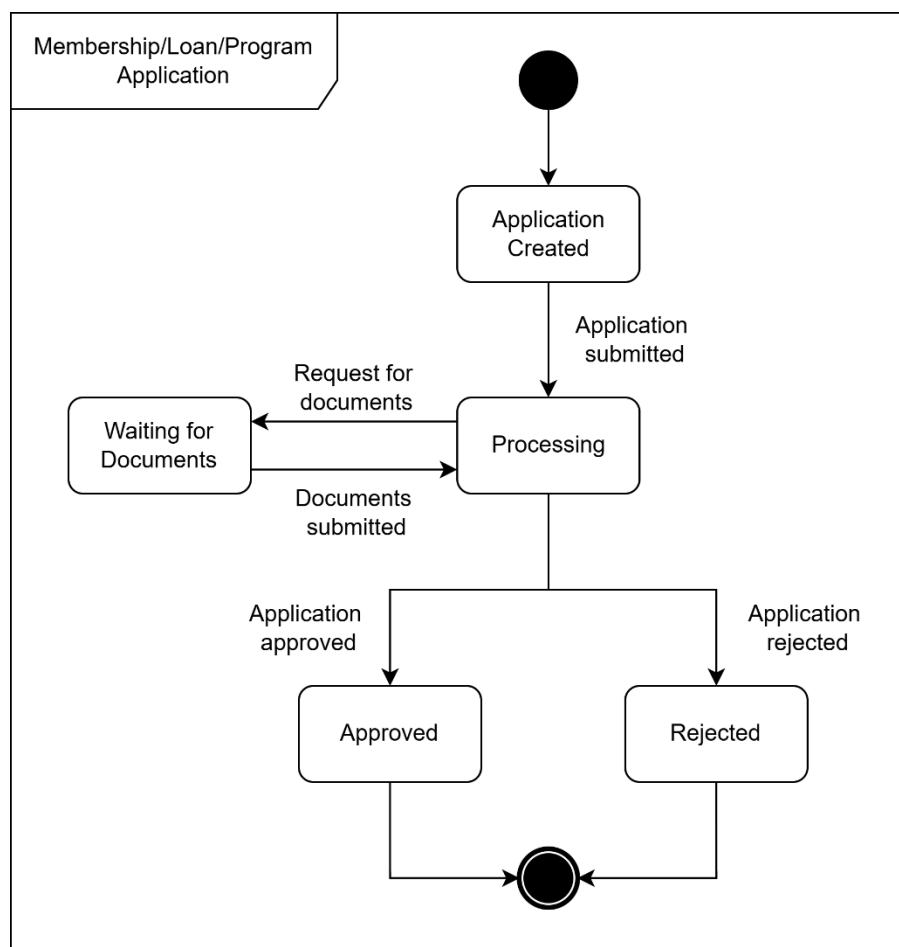 Membership/Loan/Program
Application
Application
Created
Application
submitted
Request for
documents
Waiting for
Documents
Processing
Documents
submitted
Application
approved
Application
rejected
Approved
Rejected